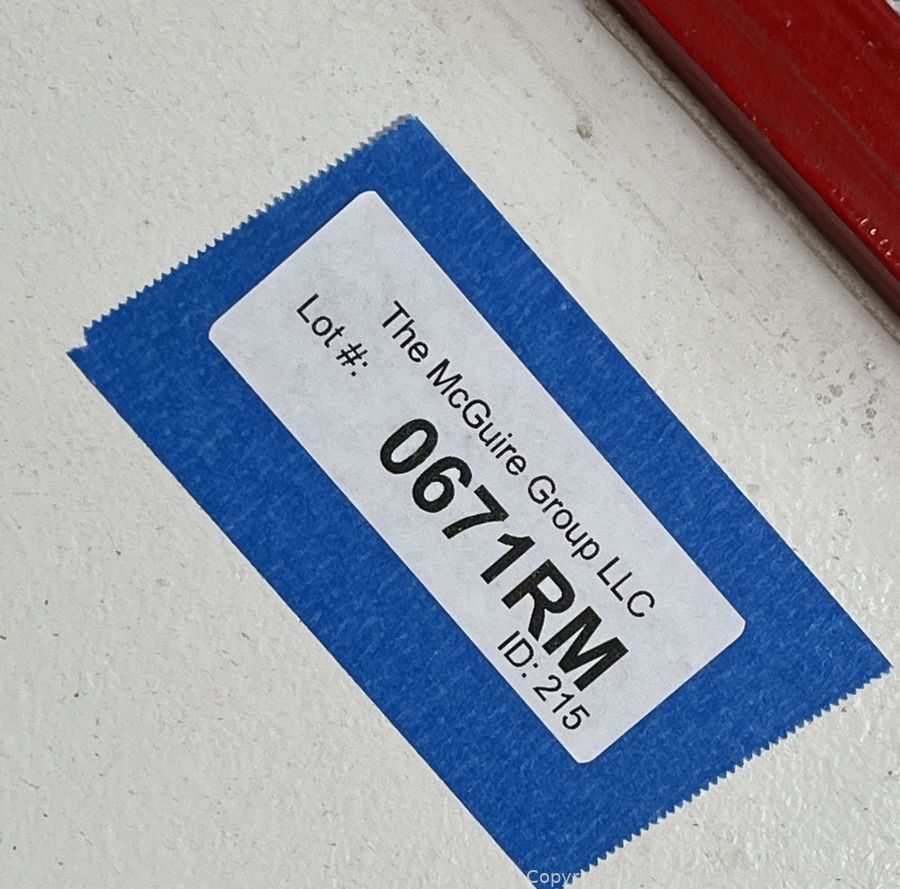 The McGuire Group LLC
Lot #:
0671RM
ID: 215